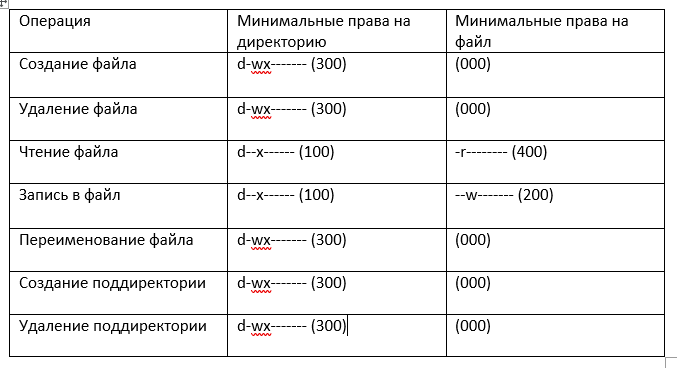 Операция
Минимальные права на
директорию
Минимальные права на
файл
Создание файла
d-wx------- (300)
(000)
Удаление файла
d-wx------- (300)
(000)
Чтение файла
d--x------ (100)
-r-------- (400)
Запись в файл
d--x------ (100)
--w------- (200)
Переименование файла
d-wx------- (300)
(000)
Создание поддиректории
d-wx------- (300)
(000)
Удаление поддиректории
d-wx------- (300)
(000)